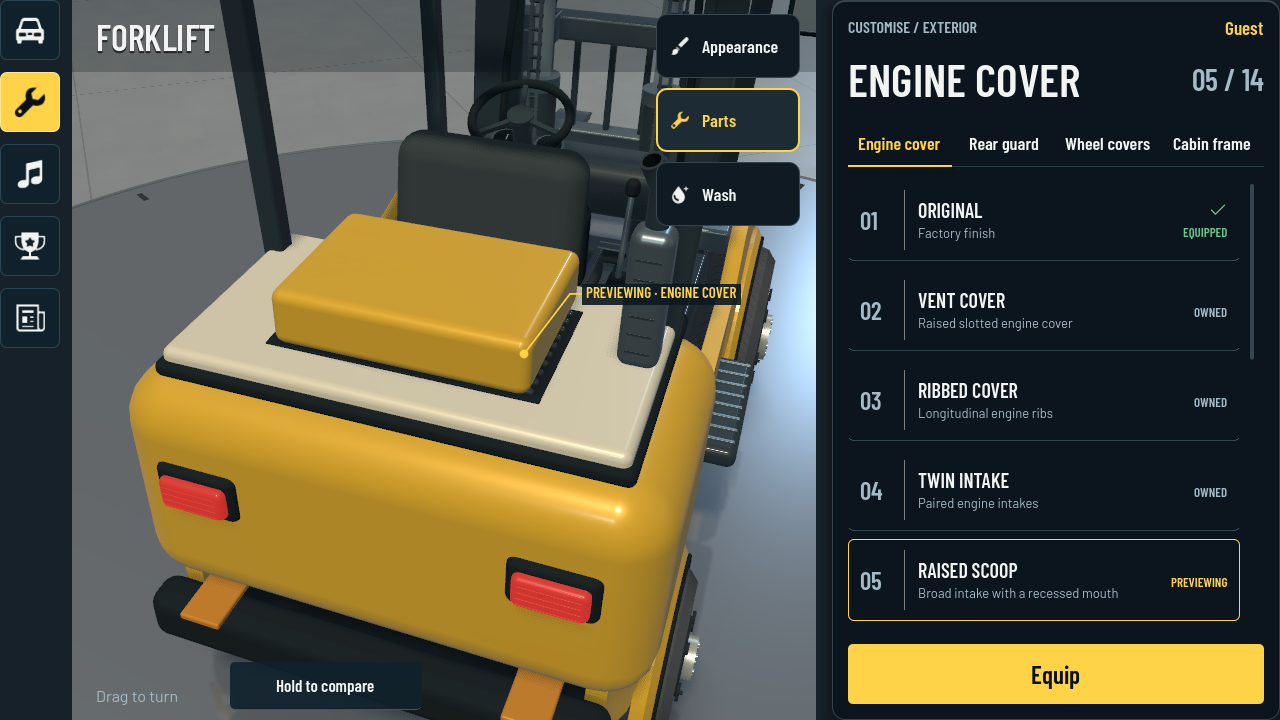 FORKLIFT
Appearance
Parts
Wash
PREVIEWING · ENGINE COVER
Drag to turn
Hold to compare
CUSTOMISE / EXTERIOR
Guest
ENGINE COVER
05 / 14
Engine cover
Rear guard
Wheel covers
Cabin frame
01
ORIGINAL
Factory finish
EQUIPPED
02
VENT COVER
Raised slotted engine cover
OWNED
03
RIBBED COVER
Longitudinal engine ribs
OWNED
04
TWIN INTAKE
Paired engine intakes
OWNED
05
RAISED SCOOP
Broad intake with a recessed mouth
PREVIEWING
Equip